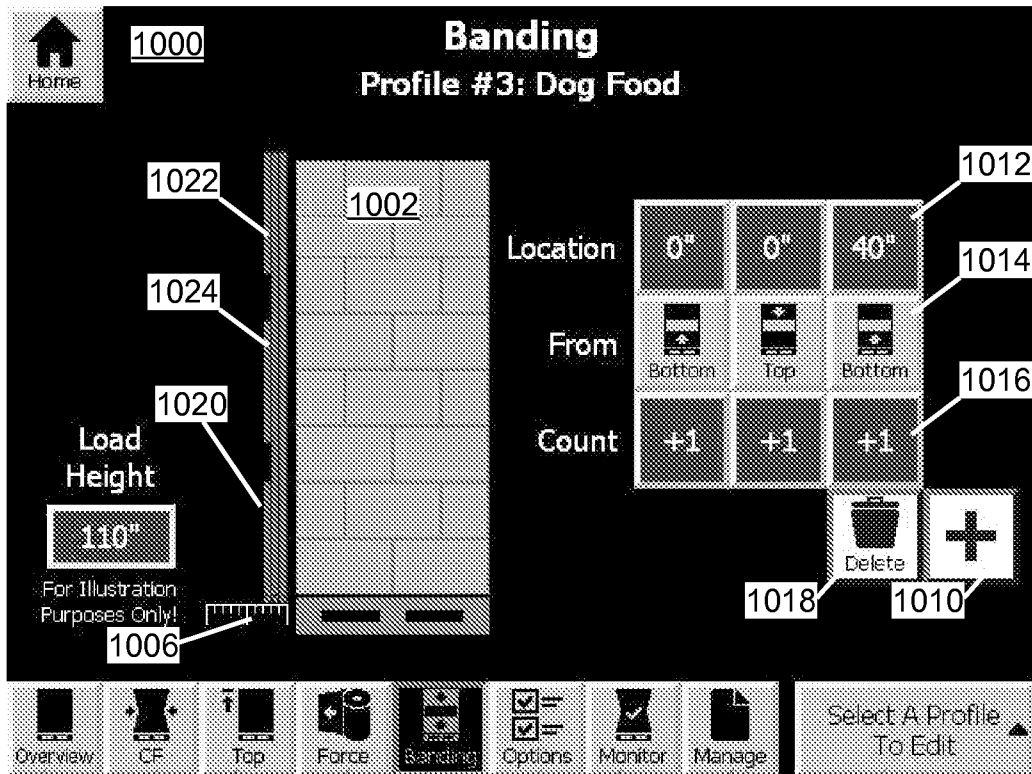 Home
1000
Banding
Profile #3: Dog Food
1022
1002
1012
Location
0"
0"
40"
1024
1014
From
Bottom
Top
Bottom
1020
1016
Load
Height
Count
+1
+1
+1
110"
Delete
For Illustration
Purposes Only!
1018
1010
1006
Overview
CF
Top
Force
Banding
Options
Monitor
Manage
Select A Profile
To Edit